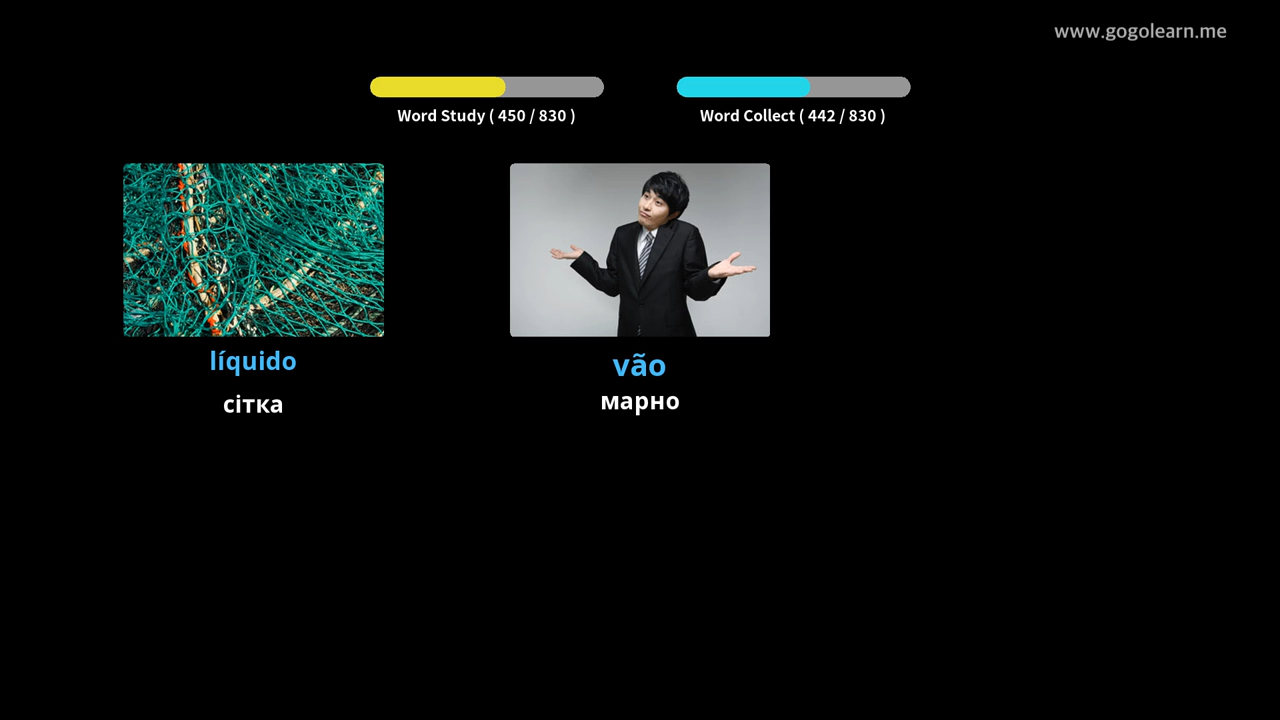 www.gogolearn.me
Word Study ( 450 / 830 )
Word Collect ( 442 / 830 )
líquido
сітка
vão
марно